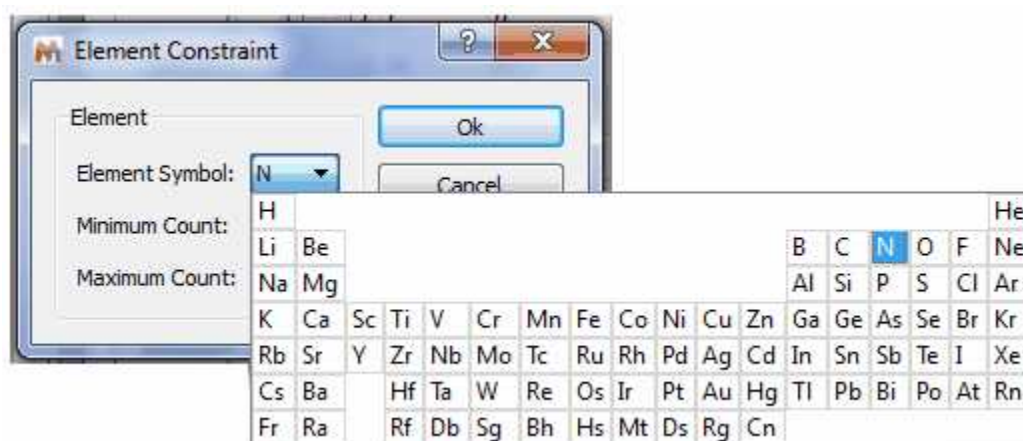 Element Constraint
Element
Ok
Element Symbol: N
Cancel
Minimum Count:
Maximum Count:
H He
Li Be B C N O F Ne
Na Mg Al Si P S Cl Ar
K Ca Sc Ti V Cr Mn Fe Co Ni Cu Zn Ga Ge As Se Br Kr
Rb Sr Y Zr Nb Mo Tc Ru Rh Pd Ag Cd In Sn Sb Te I Xe
Cs Ba Hf Ta W Re Os Ir Pt Au Hg Tl Pb Bi Po At Rn
Fr Ra Rf Db Sg Bh Hs Mt Ds Rg Cn